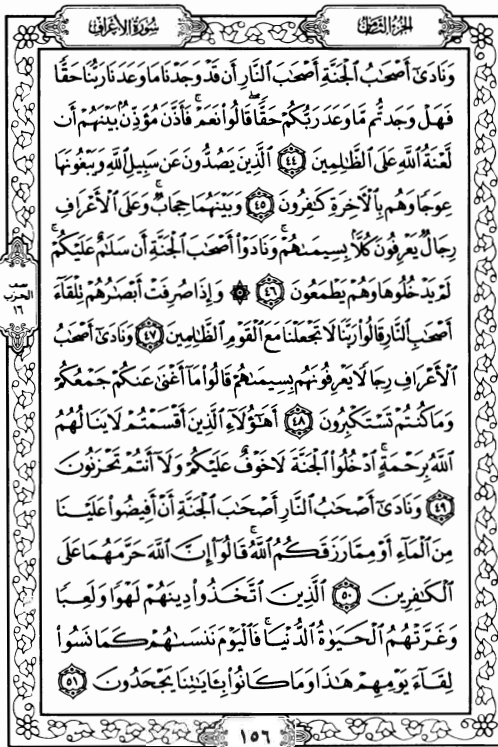 الجزء الثامن
سورة الأعراف
وَنَادَىٰٓ أَصْحَٰبُ ٱلْجَنَّةِ أَصْحَٰبَ ٱلنَّارِ أَن قَدْ وَجَدْنَا مَا وَعَدَنَا رَبُّنَا حَقًّا
فَهَلْ وَجَدتُّم مَّا وَعَدَ رَبُّكُمْ حَقًّا ۖ قَالُوا۟ نَعَمْ ۚ فَأَذَّنَ مُؤَذِّنٌۢ بَيْنَهُمْ أَن
لَّعْنَةُ ٱللَّهِ عَلَى ٱلظَّٰلِمِينَ ٤٤ ٱلَّذِينَ يَصُدُّونَ عَن سَبِيلِ ٱللَّهِ وَيَبْغُونَهَا
عِوَجًا وَهُم بِٱلْءَاخِرَةِ كَٰفِرُونَ ٤٥ وَبَيْنَهُمَا حِجَابٌ ۚ وَعَلَى ٱلْأَعْرَافِ
رِجَالٌ يَعْرِفُونَ كُلًّۢا بِسِيمَىٰهُمْ ۚ وَنَادَوْا۟ أَصْحَٰبَ ٱلْجَنَّةِ أَن سَلَٰمٌ عَلَيْكُمْ ۚ
لَمْ يَدْخُلُوهَا وَهُمْ يَطْمَعُونَ ٤٦ ۞ وَإِذَا صُرِفَتْ أَبْصَٰرُهُمْ تِلْقَآءَ
أَصْحَٰبِ ٱلنَّارِ قَالُوا۟ رَبَّنَا لَا تَجْعَلْنَا مَعَ ٱلْقَوْمِ ٱلظَّٰلِمِينَ ٤٧ وَنَادَىٰٓ أَصْحَٰبُ
ٱلْأَعْرَافِ رِجَالًا يَعْرِفُونَهُم بِسِيمَىٰهُمْ قَالُوا۟ مَآ أَغْنَىٰ عَنكُمْ جَمْعُكُمْ
وَمَا كُنتُمْ تَسْتَكْبِرُونَ ٤٨ أَهَٰٓؤُلَآءِ ٱلَّذِينَ أَقْسَمْتُمْ لَا يَنَالُهُمُ
ٱللَّهُ بِرَحْمَةٍ ۚ ٱدْخُلُوا۟ ٱلْجَنَّةَ لَا خَوْفٌ عَلَيْكُمْ وَلَآ أَنتُمْ تَحْزَنُونَ
٤٩ وَنَادَىٰٓ أَصْحَٰبُ ٱلنَّارِ أَصْحَٰبَ ٱلْجَنَّةِ أَنْ أَفِيضُوا۟ عَلَيْنَا
مِنَ ٱلْمَآءِ أَوْ مِمَّا رَزَقَكُمُ ٱللَّهُ ۚ قَالُوٓا۟ إِنَّ ٱللَّهَ حَرَّمَهُمَا عَلَى
ٱلْكَٰفِرِينَ ٥٠ ٱلَّذِينَ ٱتَّخَذُوا۟ دِينَهُمْ لَهْوًا وَلَعِبًا
وَغَرَّتْهُمُ ٱلْحَيَوٰةُ ٱلدُّنْيَا ۚ فَٱلْيَوْمَ نَنسَىٰهُمْ كَمَا نَسُوا۟
لِقَآءَ يَوْمِهِمْ هَٰذَا وَمَا كَانُوا۟ بِـَٔايَٰتِنَا يَجْحَدُونَ ٥١
نصف
الحزب
١٦
١٥٦